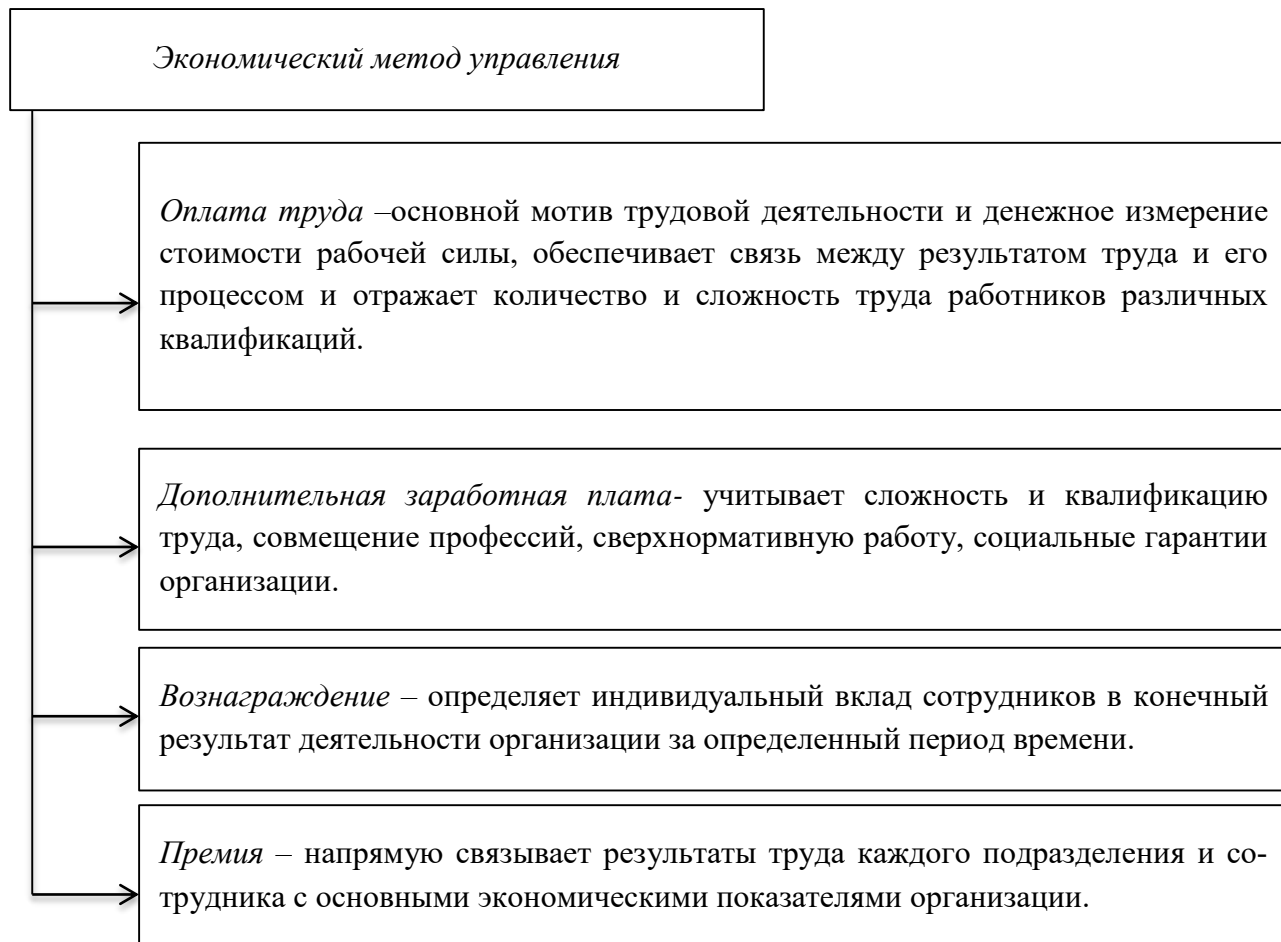 Экономический метод управления
Оплата труда –основной мотив трудовой деятельности и денежное измерение
стоимости рабочей силы, обеспечивает связь между результатом труда и его
процессом и отражает количество и сложность труда работников различных
квалификаций.
Дополнительная заработная плата- учитывает сложность и квалификацию
труда, совмещение профессий, сверхнормативную работу, социальные гарантии
организации.
Вознаграждение – определяет индивидуальный вклад сотрудников в конечный
результат деятельности организации за определенный период времени.
Премия – напрямую связывает результаты труда каждого подразделения и со-
трудника с основными экономическими показателями организации.